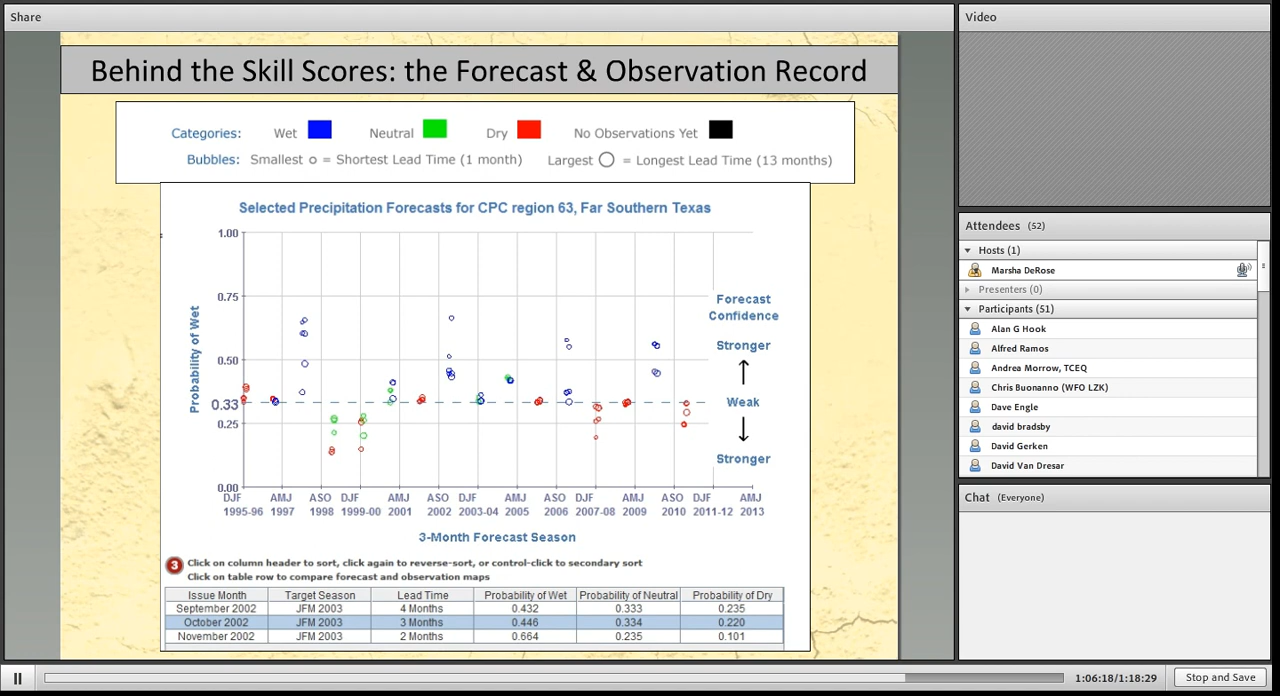 Share
Behind the Skill Scores: the Forecast & Observation Record
Categories: Wet Neutral Dry No Observations Yet
Bubbles: Smallest o = Shortest Lead Time (1 month) Largest O = Longest Lead Time (13 months)
Selected Precipitation Forecasts for CPC region 63, Far Southern Texas
Probability of Wet
1.00
0.75
0.50
0.33
0.25
0.00
Forecast
Confidence
Stronger
Weak
Stronger
DJF AMJ ASO DJF AMJ ASO DJF AMJ ASO DJF AMJ ASO DJF AMJ
1995-96 1997 1998 1999-00 2001 2002 2003-04 2005 2006 2007-08 2009 2010 2011-12 2013
3-Month Forecast Season
3 Click on column header to sort, click again to reverse-sort, or control-click to secondary sort
Click on table row to compare forecast and observation maps
Issue Month Target Season Lead Time Probability of Wet Probability of Neutral Probability of Dry
September 2002 JFM 2003 4 Months 0.432 0.333 0.235
October 2002 JFM 2003 3 Months 0.446 0.334 0.220
November 2002 JFM 2003 2 Months 0.664 0.235 0.101
Video
Attendees (52)
Hosts (1)
Marsha DeRose
Presenters (0)
Participants (51)
Alan G Hook
Alfred Ramos
Andrea Morrow, TCEQ
Chris Buonanno (WFO LZK)
Dave Engle
david bradsby
David Gerken
David Van Dresar
Chat (Everyone)
1:06:18/1:18:29
Stop and Save